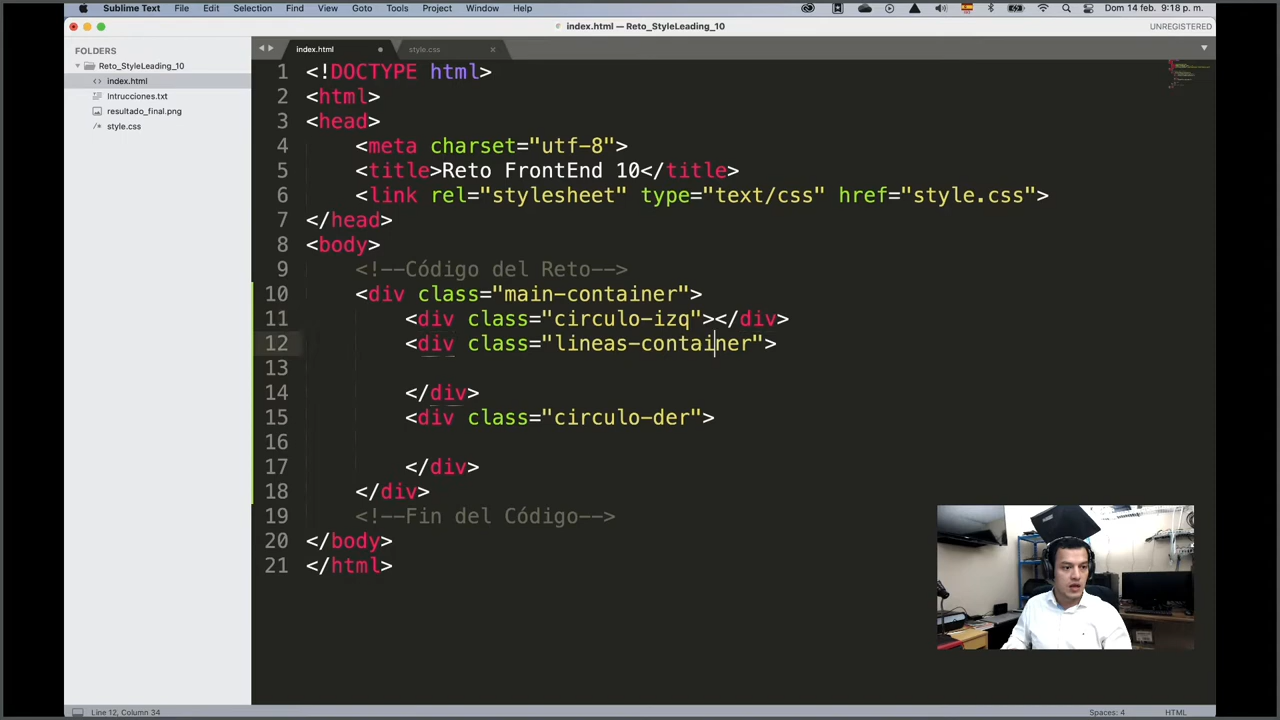 Sublime Text File Edit Selection Find View Goto Tools Project Window Help Dom 14 feb. 9:18 p. m.
index.html — Reto_StyleLeading_10 UNREGISTERED
FOLDERS
Reto_StyleLeading_10
index.html
Intrucciones.txt
resultado_final.png
style.css
index.html style.css
1 <!DOCTYPE html>
2 <html>
3 <head>
4 <meta charset="utf-8">
5 <title>Reto FrontEnd 10</title>
6 <link rel="stylesheet" type="text/css" href="style.css">
7 </head>
8 <body>
9 <!--Código del Reto-->
10 <div class="main-container">
11 <div class="circulo-izq"></div>
12 <div class="lineas-container">
13
14 </div>
15 <div class="circulo-der">
16
17 </div>
18 </div>
19 <!--Fin del Código-->
20 </body>
21 </html>
Line 12, Column 34 Spaces: 4 HTML